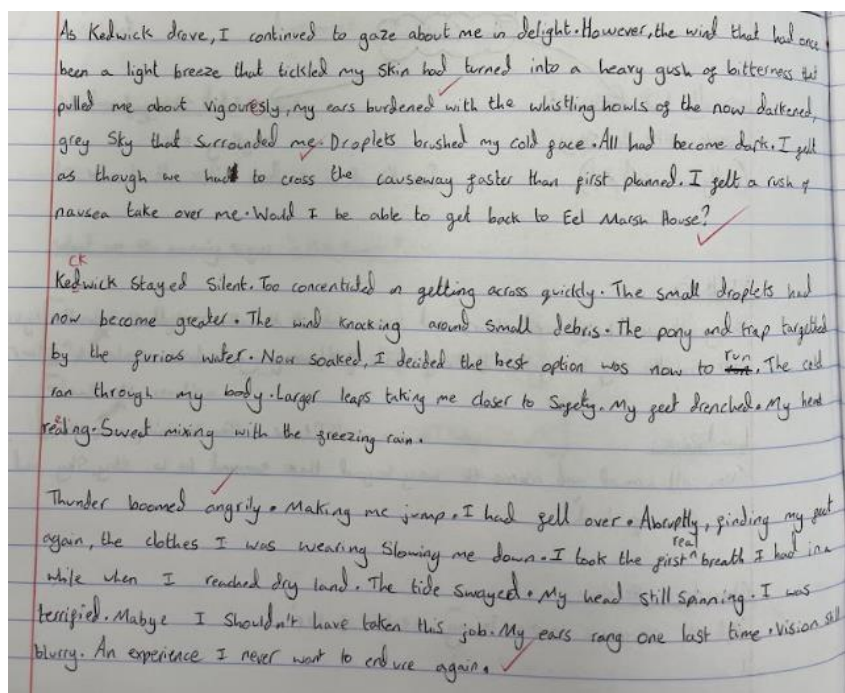 As Kedwick drove, I continued to gaze about me in delight. However, the wind that had once
been a light breeze that tickled my skin had turned into a heavy gush of bitterness that
pulled me about vigouresly, my ears burdened with the whistling howls of the now darkened,
grey sky that surrounded me. Droplets brushed my cold face. All had become dark. I felt
as though we had to cross the causeway faster than first planned. I felt a rush of
nausea take over me. Would I be able to get back to Eel Marsh House?
CK
Kedwick stayed silent. Too concentrated on getting across quickly. The small droplets had
now become greater. The wind knocking around small debris. The pony and trap targetted
by the furious water. Now soaked, I decided the best option was now to run. The cold
ran through my body. Larger leaps taking me closer to safety. My feet drenched. My head
Sweat mixing with the freezing rain.
Thunder boomed angrily. Making me jump. I had fell over. Abruptly, finding my feet
again, the clothes I was wearing slowing me down. I took the first real breath I had in a
while when I reached dry land. The tide swayed. My head still spinning. I was
terrified. Mabye I shouldn't have taken this job. My ears rang one last time. Vision still
blurry. An experience I never want to endure again.